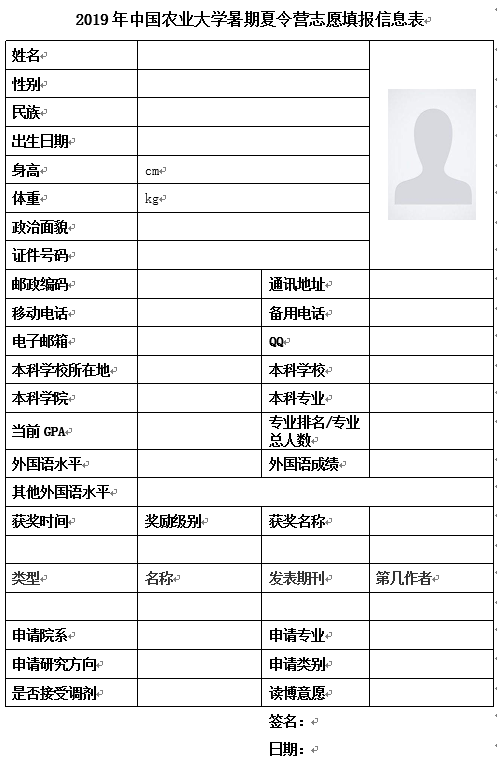 2019 年中国农业大学暑期夏令营志愿填报信息表
姓名
性别
民族
出生日期
身高 cm
体重 kg
政治面貌
证件号码
邮政编码 通讯地址
移动电话 备用电话
电子邮箱 QQ
本科学校所在地 本科学校
本科学院 本科专业
当前 GPA 专业排名/专业
总人数
外国语水平 外国语成绩
其他外国语水平
获奖时间 奖励级别 获奖名称
类型 名称 发表期刊 第几作者
申请院系 申请专业
申请研究方向 申请类别
是否接受调剂 读博意愿
签名：
日期：